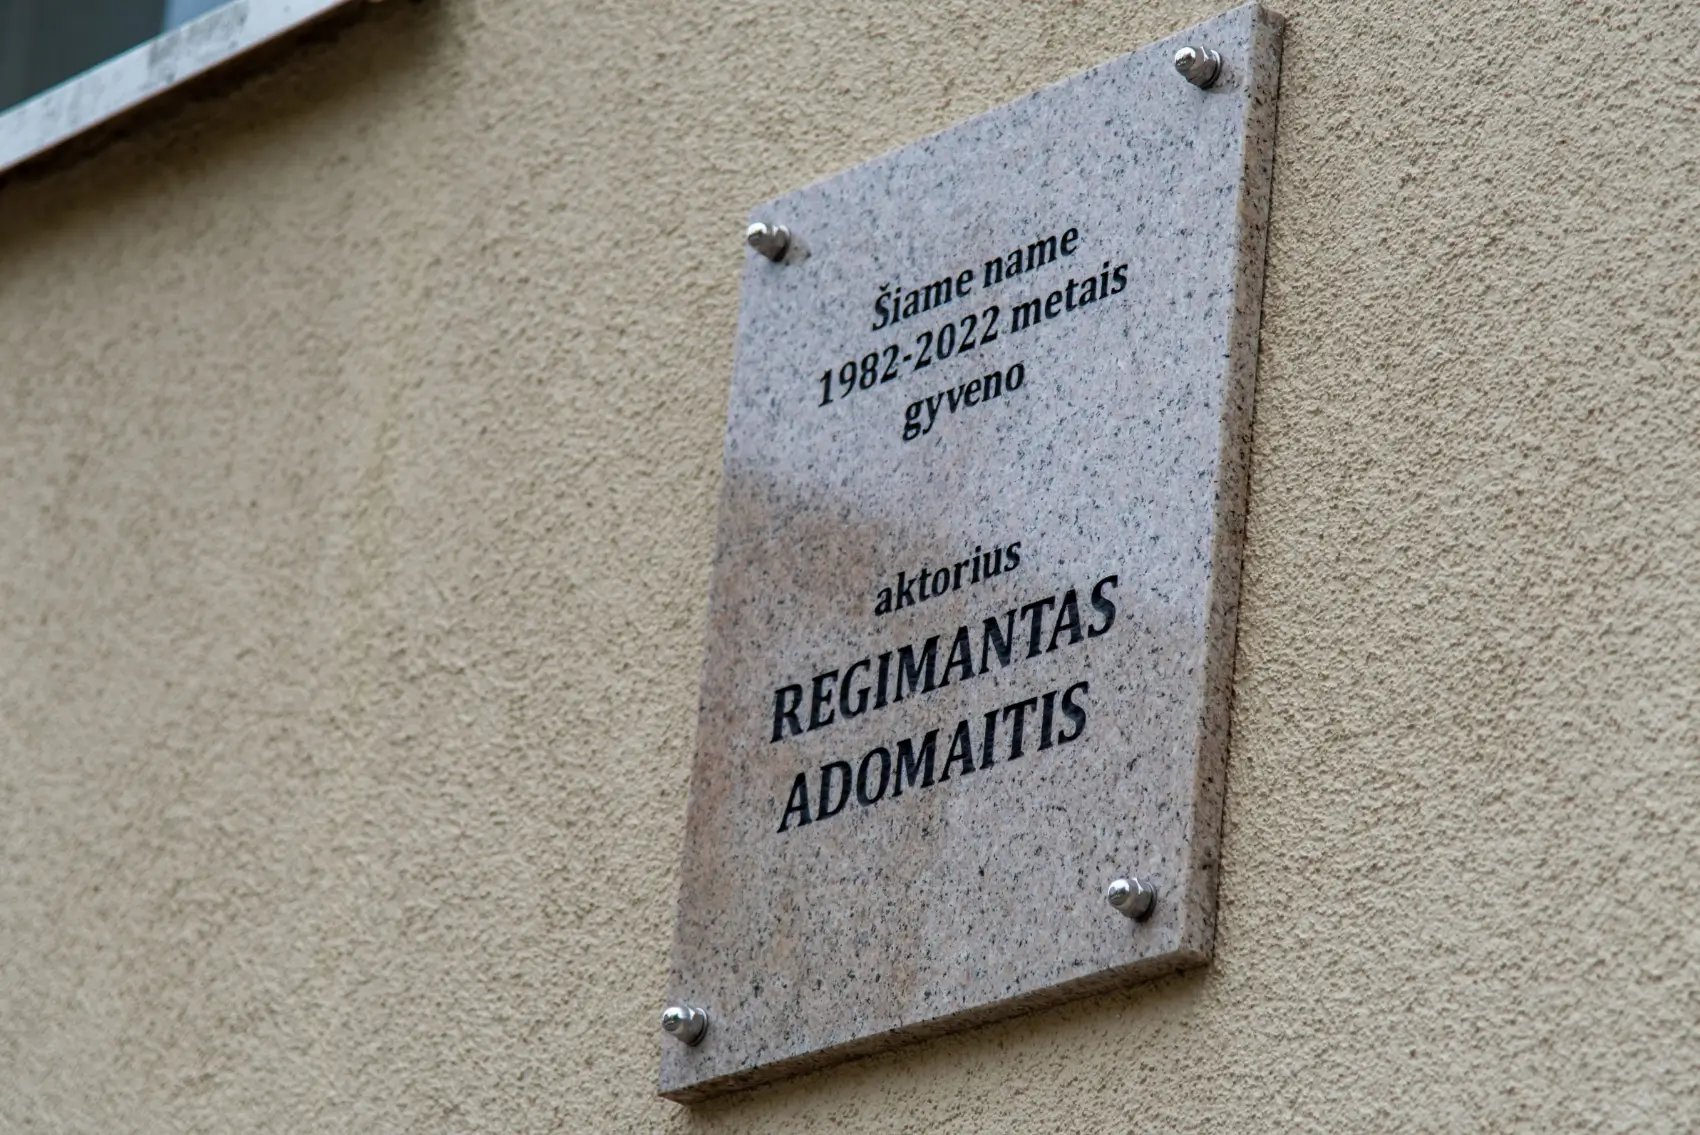 Šiame name
1982-2022 metais
gyveno
aktorius
REGIMANTAS
ADOMAITIS